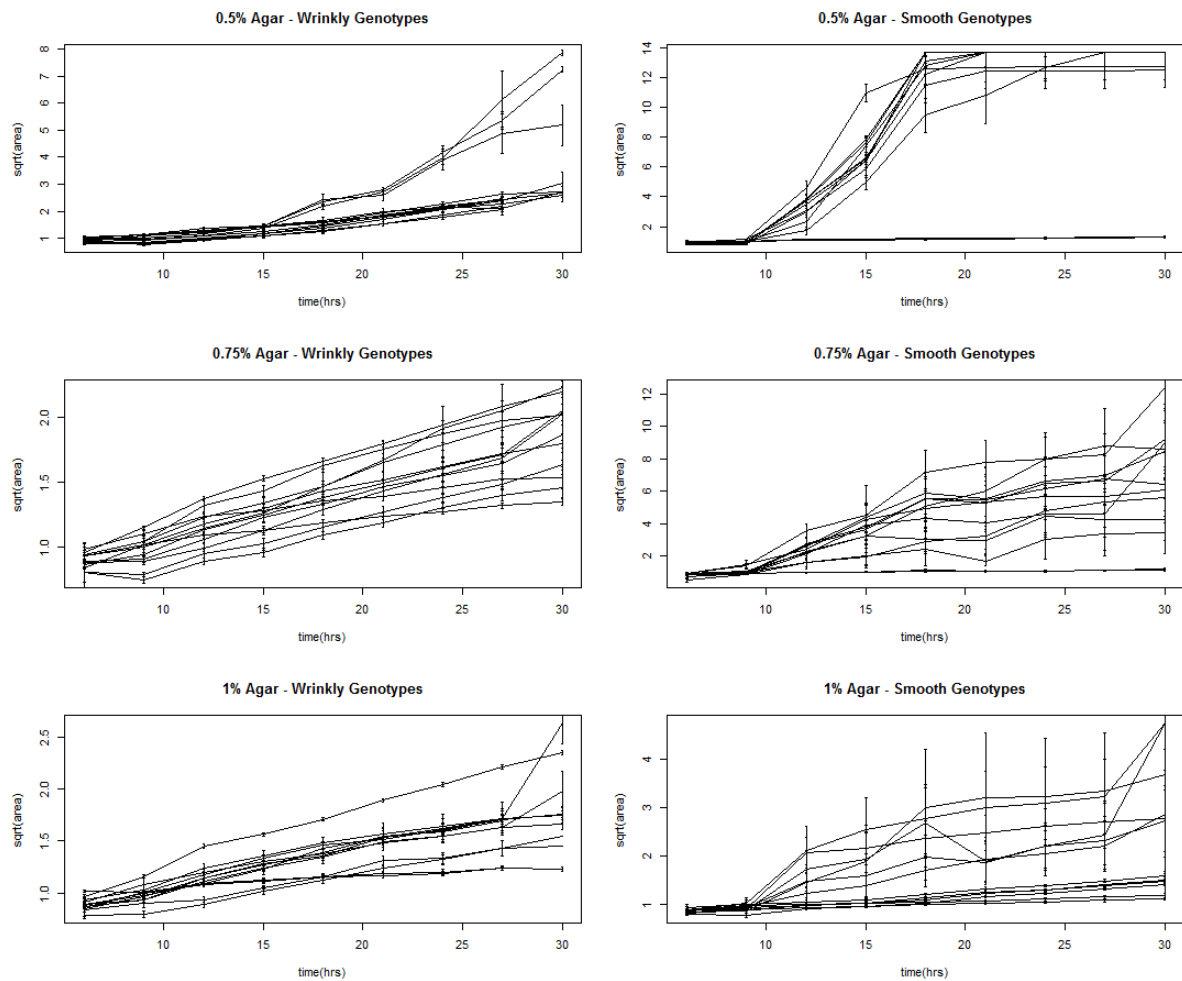 0.5% Agar - Wrinkly Genotypes
sqrt(area)
8
7
6
5
4
3
2
1
10 15 20 25 30
time(hrs)
0.5% Agar - Smooth Genotypes
sqrt(area)
14
12
10
8
6
4
2
10 15 20 25 30
time(hrs)
0.75% Agar - Wrinkly Genotypes
sqrt(area)
2.0
1.5
1.0
10 15 20 25 30
time(hrs)
0.75% Agar - Smooth Genotypes
sqrt(area)
12
10
8
6
4
2
10 15 20 25 30
time(hrs)
1% Agar - Wrinkly Genotypes
sqrt(area)
2.5
2.0
1.5
1.0
10 15 20 25 30
time(hrs)
1% Agar - Smooth Genotypes
sqrt(area)
4
3
2
1
10 15 20 25 30
time(hrs)